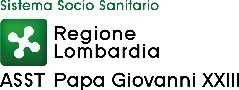 Sistema Socio Sanitario
Regione
Lombardia
ASST Papa Giovanni XXIII